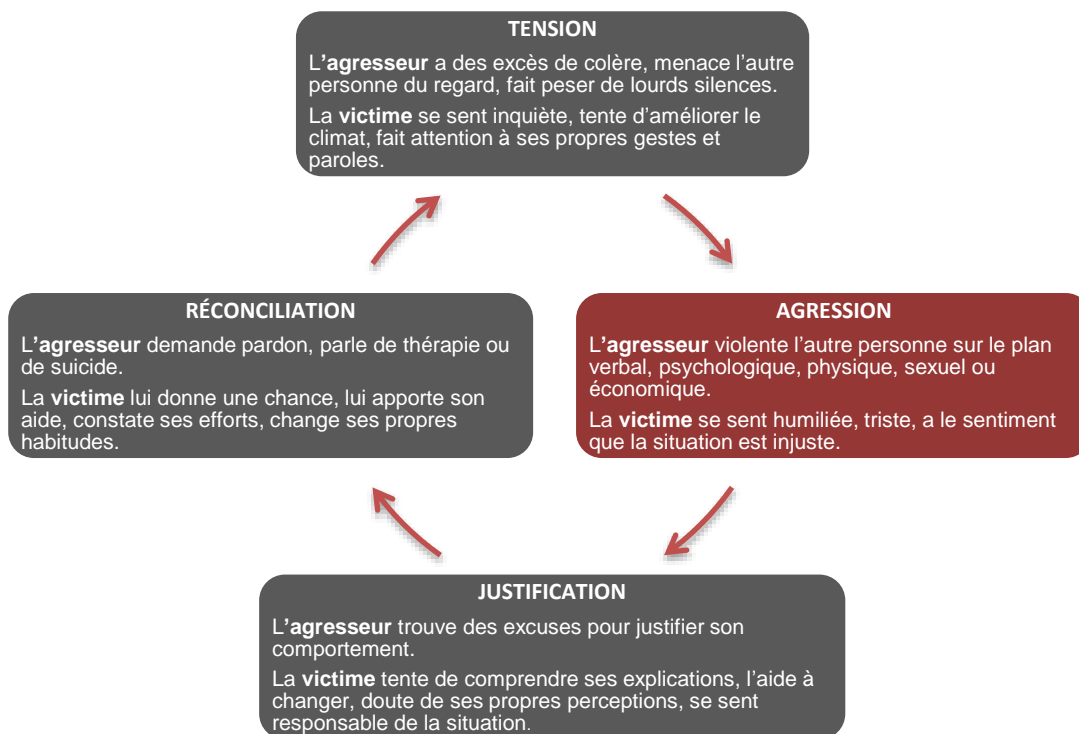 TENSION
L'agresseur a des excès de colère, menace l'autre
personne du regard, fait peser de lourds silences.
La victime se sent inquiète, tente d'améliorer le
climat, fait attention à ses propres gestes et
paroles.
RÉCONCILIATION
L'agresseur demande pardon, parle de thérapie ou
de suicide.
La victime lui donne une chance, lui apporte son
aide, constate ses efforts, change ses propres
habitudes.
AGRESSION
L'agresseur violente l'autre personne sur le plan
verbal, psychologique, physique, sexuel ou
économique.
La victime se sent humiliée, triste, a le sentiment
que la situation est injuste.
JUSTIFICATION
L'agresseur trouve des excuses pour justifier son
comportement.
La victime tente de comprendre ses explications, l'aide à
changer, doute de ses propres perceptions, se sent
responsable de la situation.